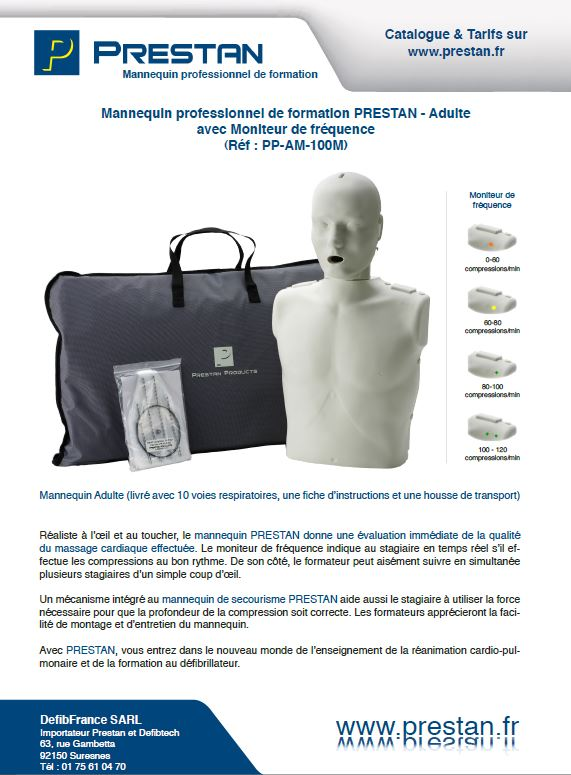 PRESTAN
Mannequin professionnel de formation
Catalogue & Tarifs sur
www.prestan.fr
Mannequin professionnel de formation PRESTAN - Adulte
avec Moniteur de fréquence
(Réf : PP-AM-100M)
Moniteur de
fréquence
0-60
compressions/min
60-80
compressions/min
80-100
compressions/min
100 - 120
compressions/min
PRESTAN PRODUCTS
Mannequin Adulte (livré avec 10 voies respiratoires, une fiche d'instructions et une housse de transport)
Réaliste à l'œil et au toucher, le mannequin PRESTAN donne une évaluation immédiate de la qualité
du massage cardiaque effectuée. Le moniteur de fréquence indique au stagiaire en temps réel s'il ef-
fectue les compressions au bon rythme. De son côté, le formateur peut aisément suivre en simultanée
plusieurs stagiaires d'un simple coup d'œil.
Un mécanisme intégré au mannequin de secourisme PRESTAN aide aussi le stagiaire à utiliser la force
nécessaire pour que la profondeur de la compression soit correcte. Les formateurs apprécieront la faci-
lité de montage et d'entretien du mannequin.
Avec PRESTAN, vous entrez dans le nouveau monde de l'enseignement de la réanimation cardio-pul-
monaire et de la formation au défibrillateur.
DefibFrance SARL
Importateur Prestan et Defibtech
63, rue Gambetta
92150 Suresnes
Tél : 01 75 61 04 70
www.prestan.fr